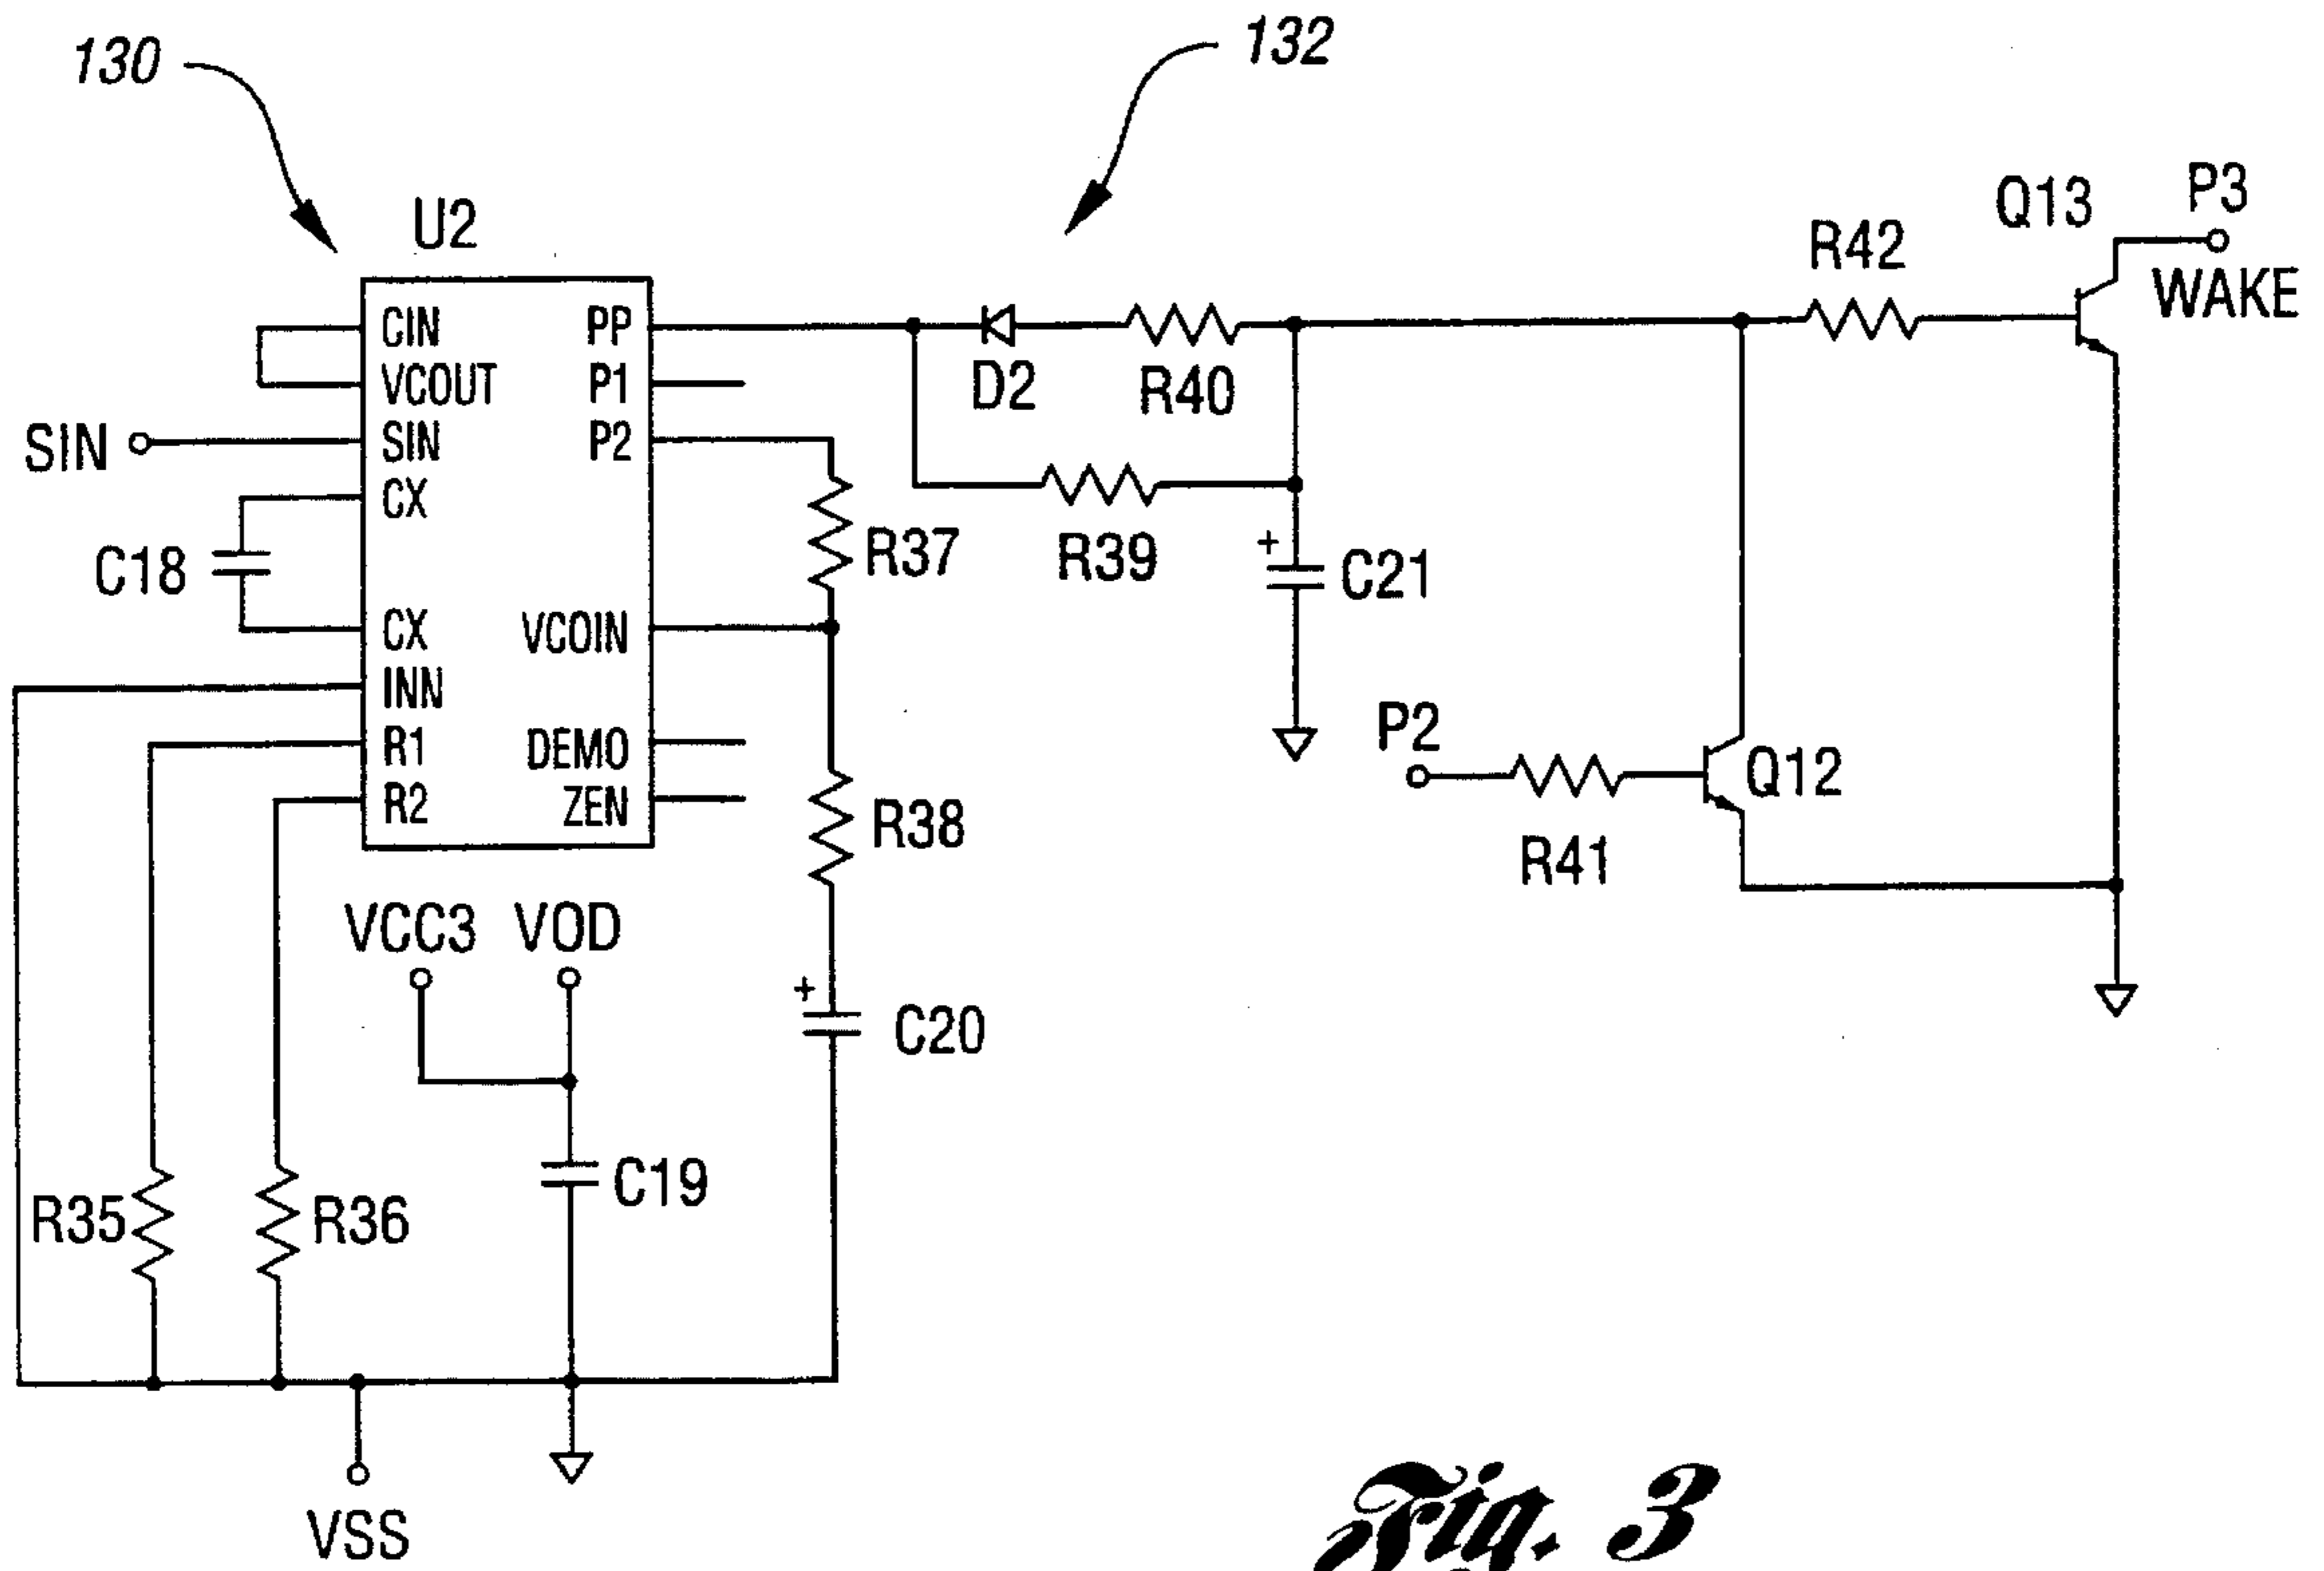 130
132
U2
CIN
VCOUT
SIN
SIN
CX
C18
CX
INN
R1
R2
PP
P1
P2
VCOIN
DEMO
ZEN
D2
R40
R39
+
C21
R37
R38
+
C20
R42
Q13
P3
WAKE
P2
R41
Q12
VCC3
VOD
C19
R35
R36
VSS
Fig. 3